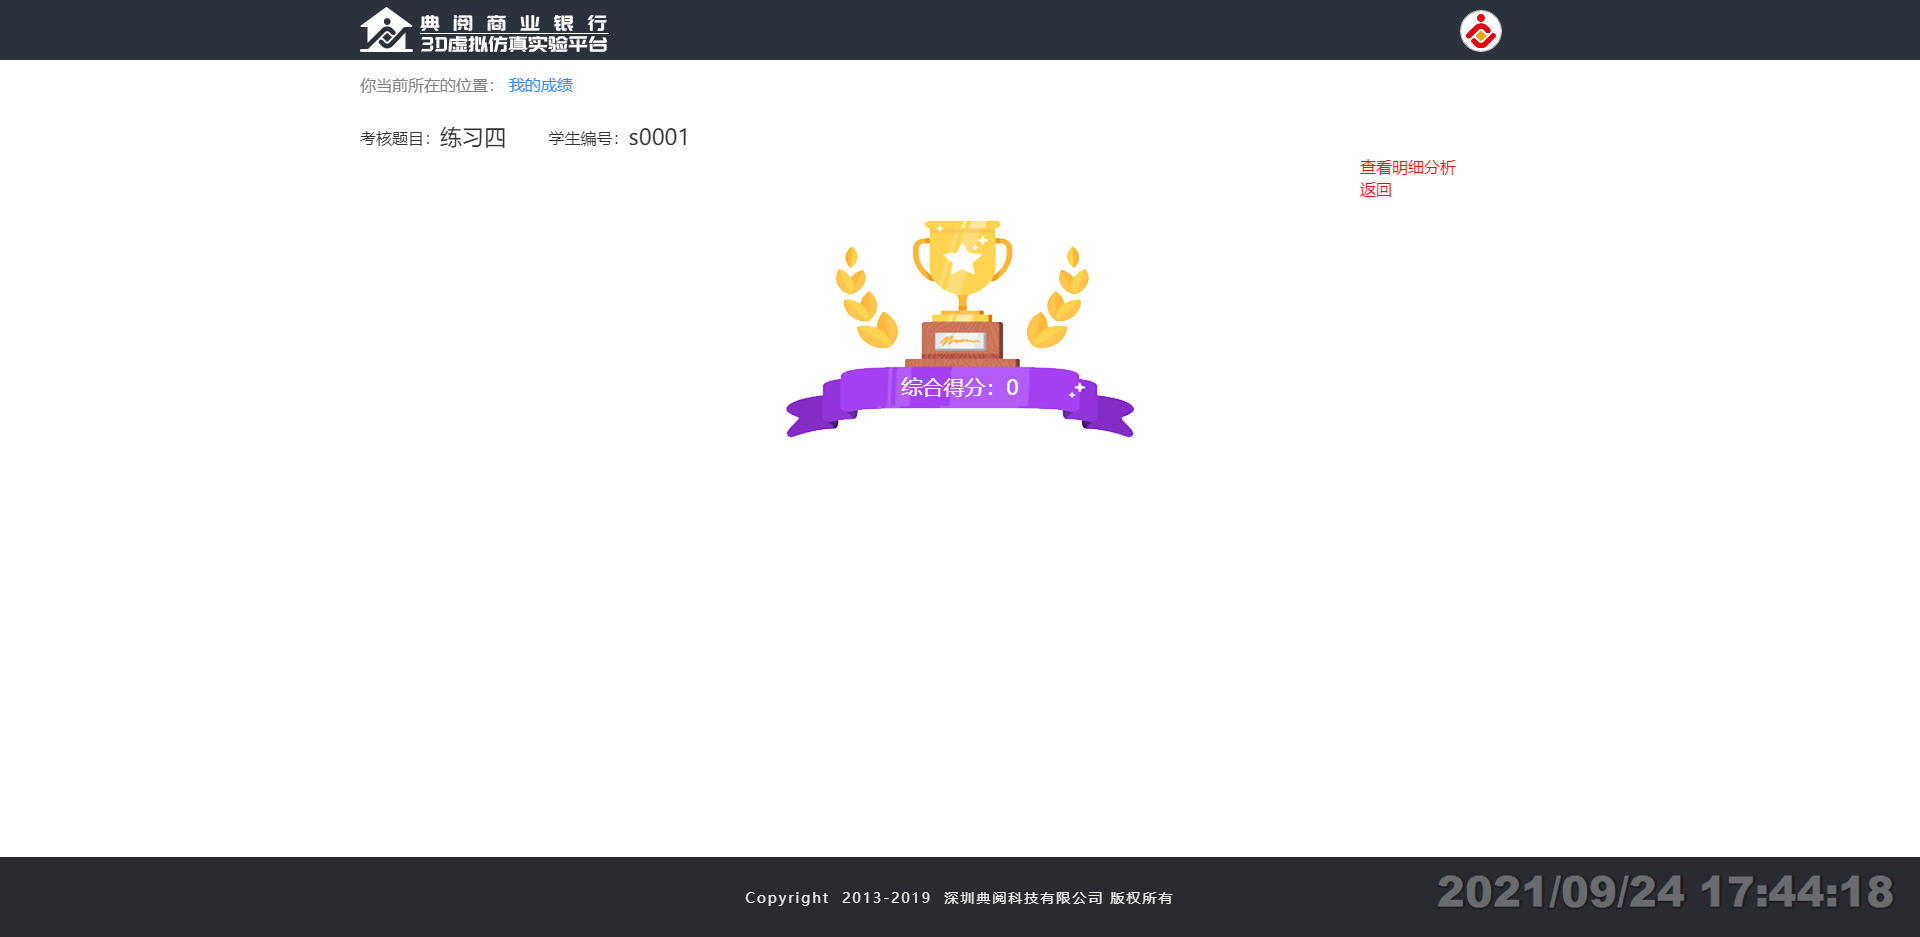 典阅商业银行
3D虚拟仿真实验平台
你当前所在的位置： 我的成绩
考核题目：练习四 学生编号：s0001
查看明细分析
返回
综合得分：0
Copyright 2013-2019 深圳典阅科技有限公司 版权所有
2021/09/24 17:44:18